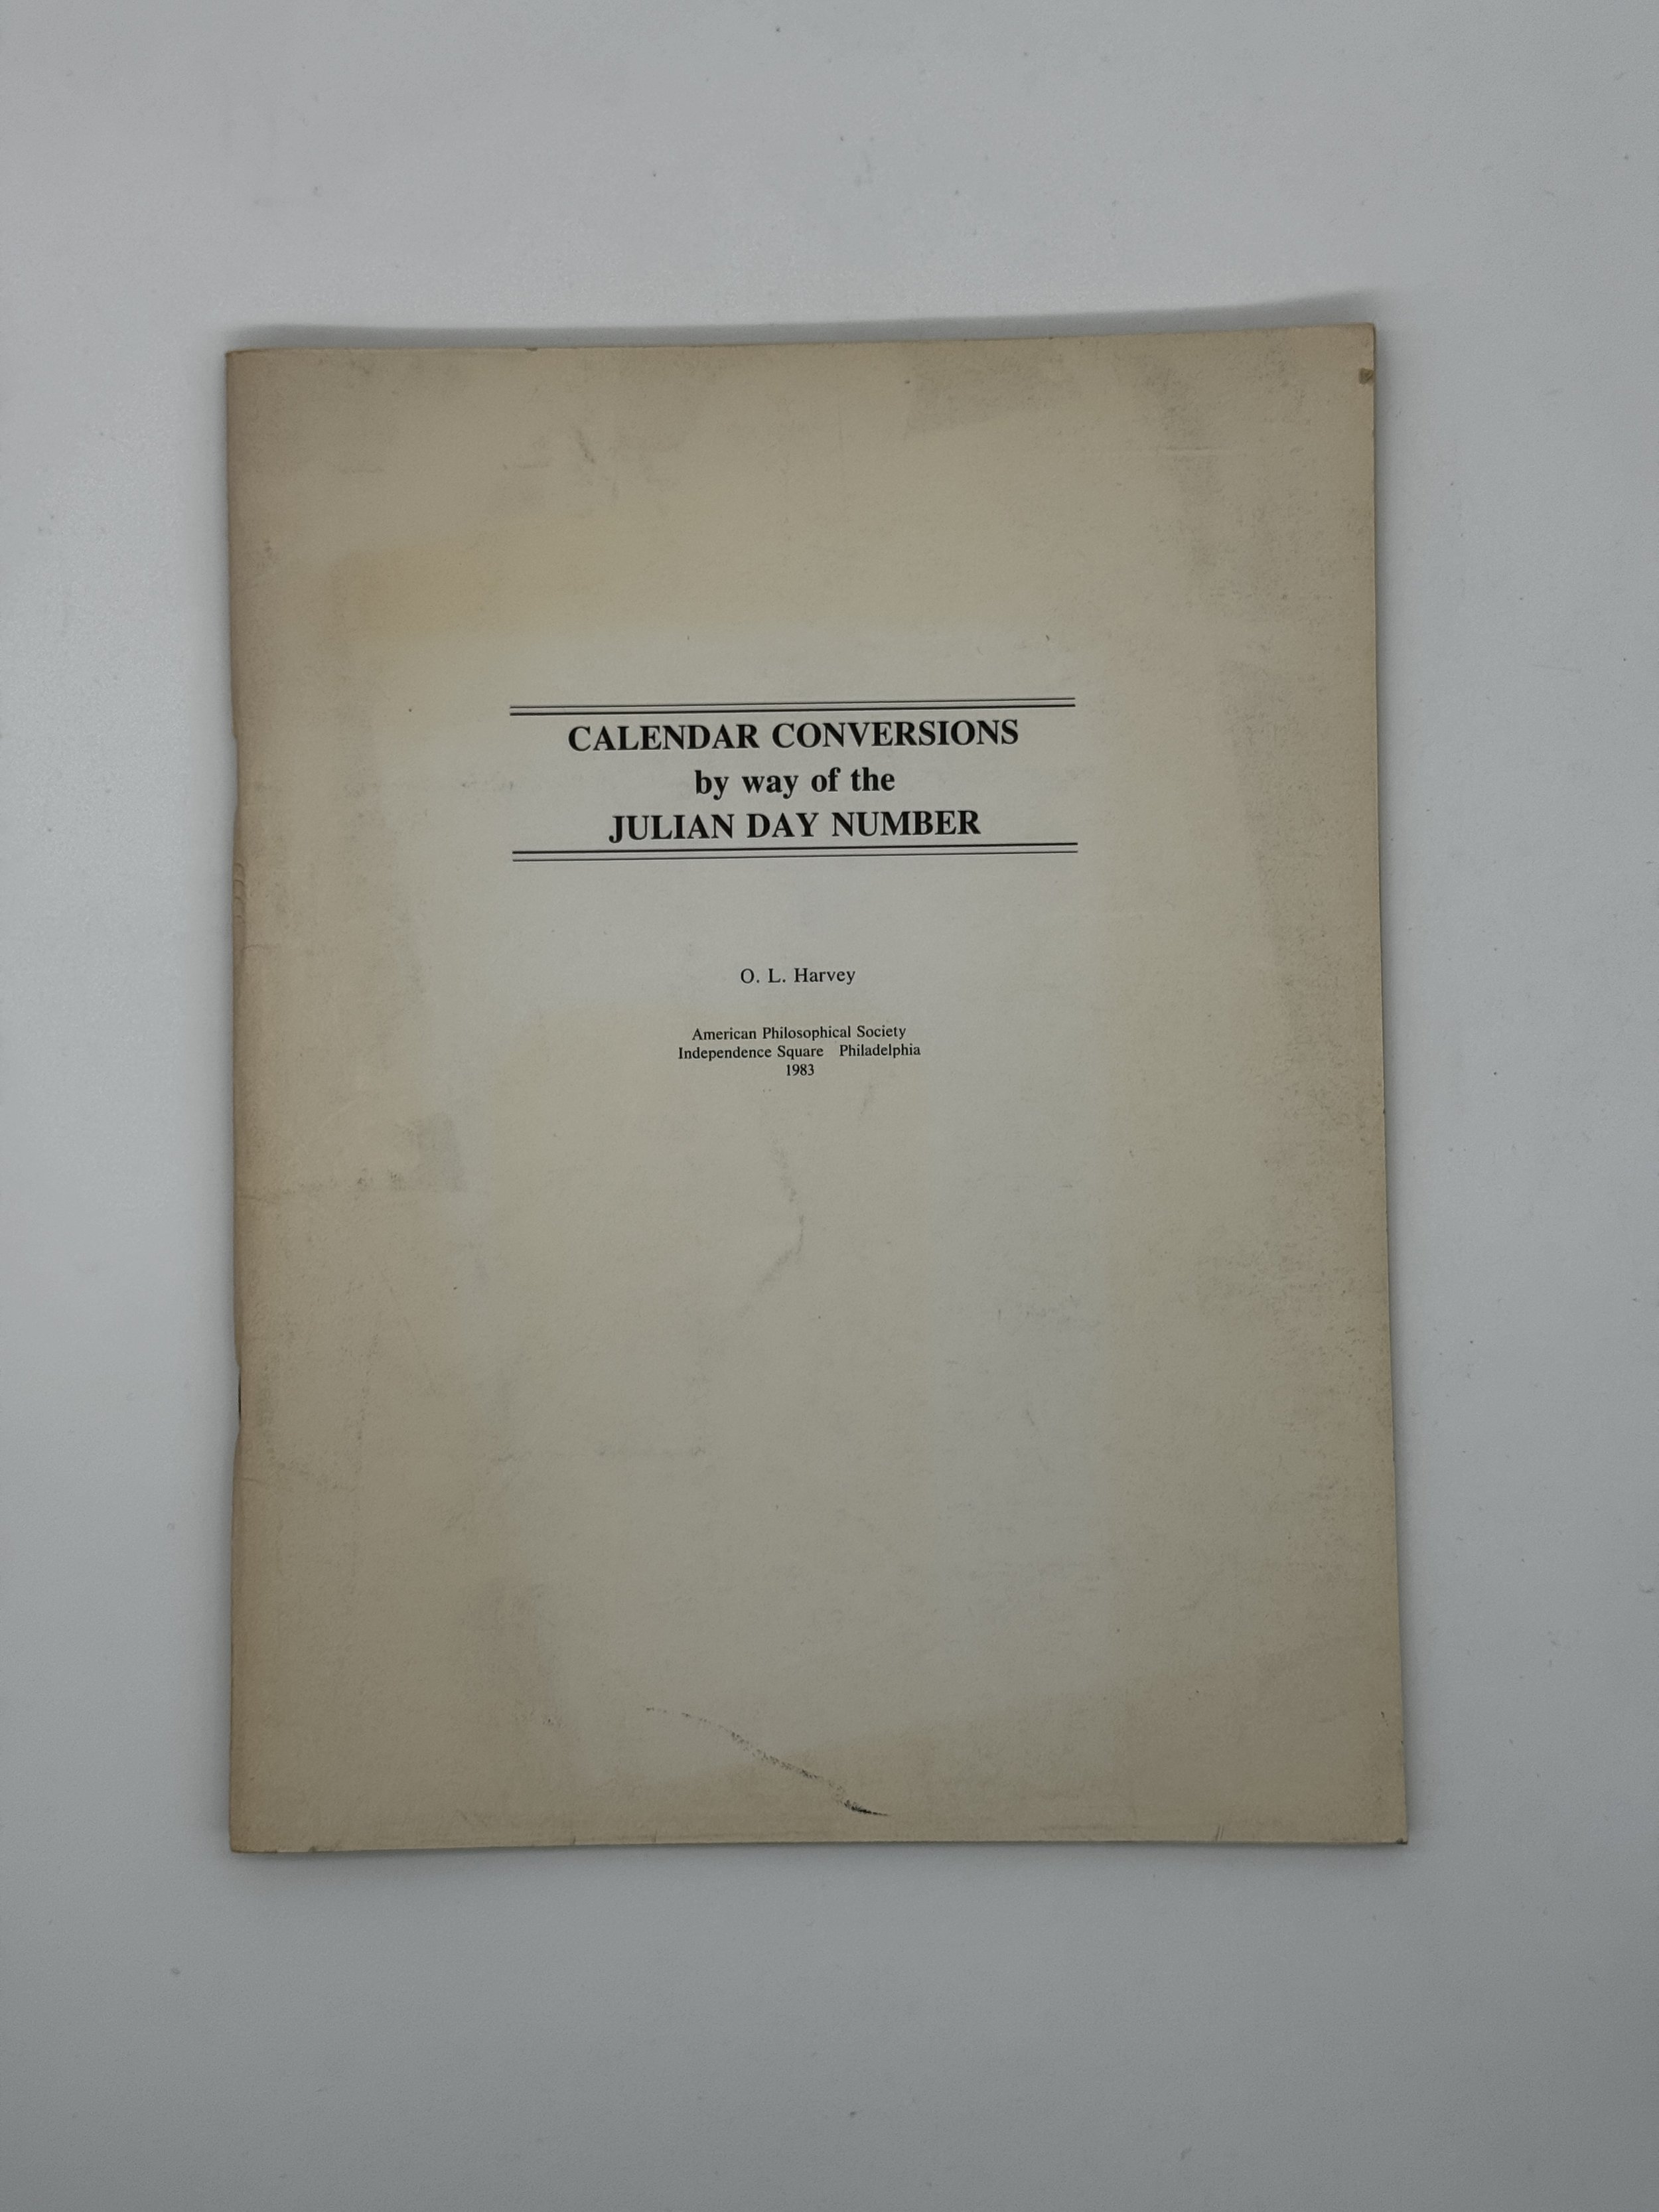 CALENDAR CONVERSIONS
by way of the
JULIAN DAY NUMBER
O. L. Harvey
American Philosophical Society
Independence Square Philadelphia
1983